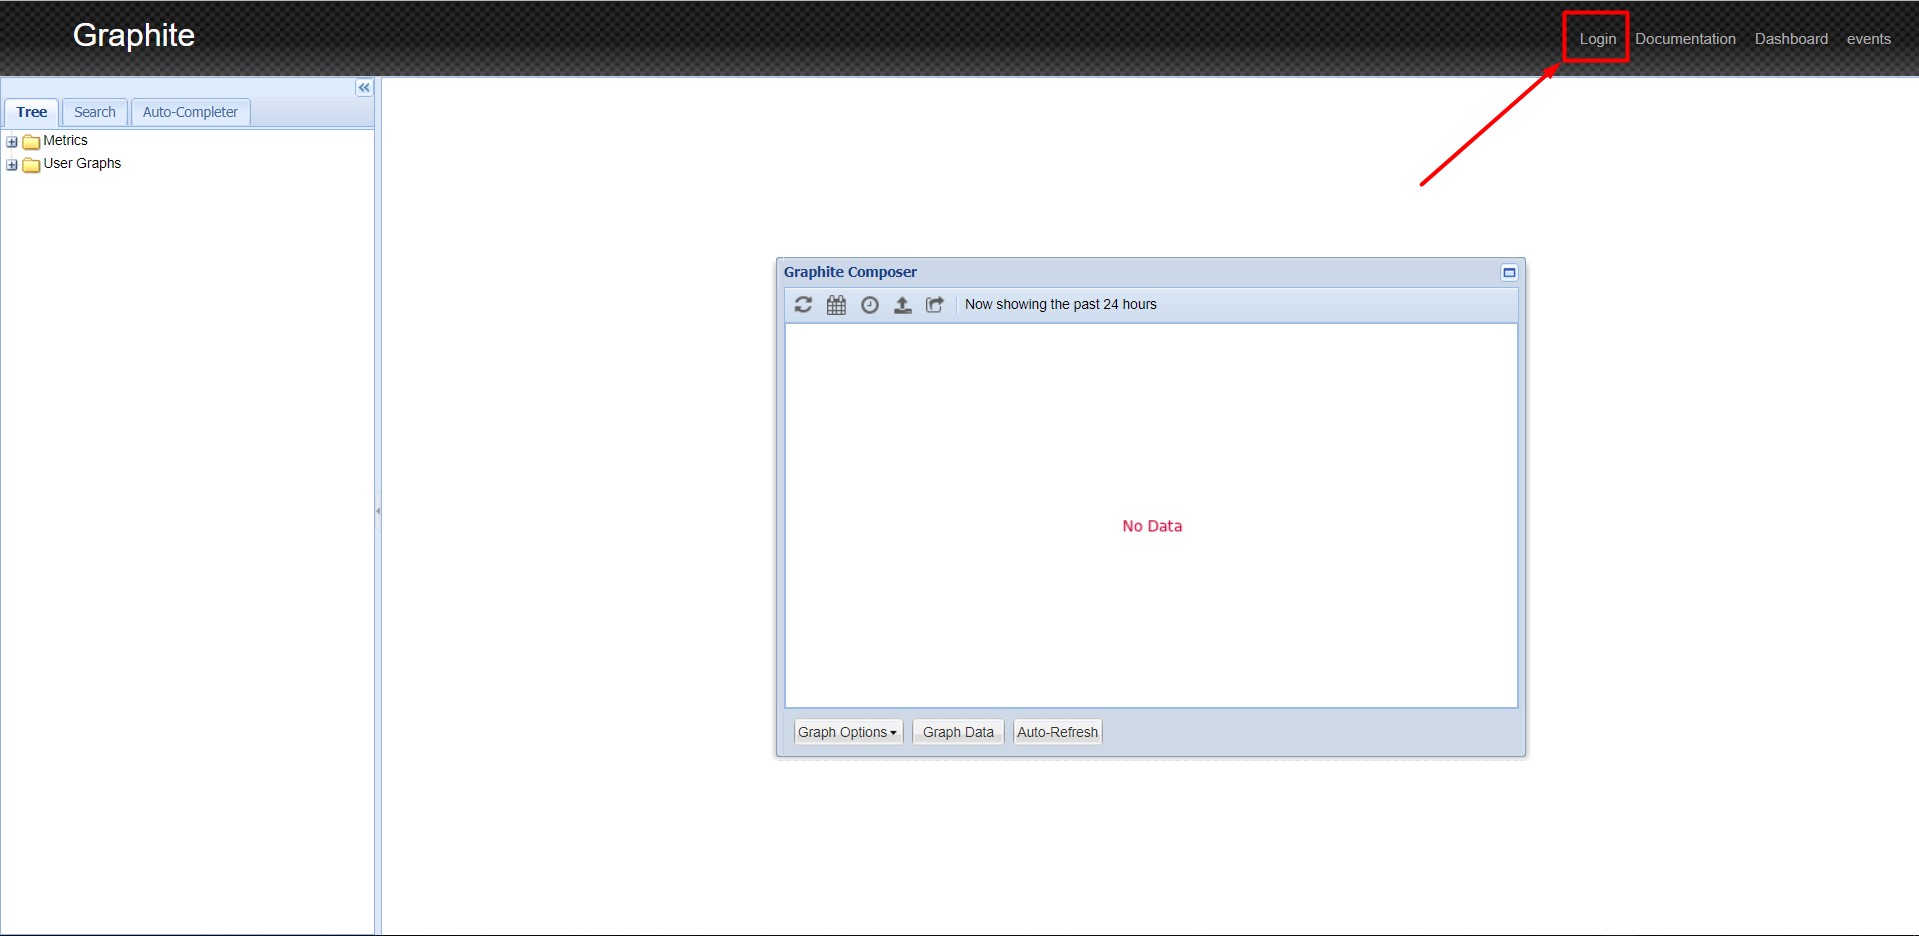 Graphite
Login Documentation Dashboard events
Tree Search Auto-Completer
Metrics
User Graphs
Graphite Composer
Now showing the past 24 hours
No Data
Graph Options Graph Data Auto-Refresh